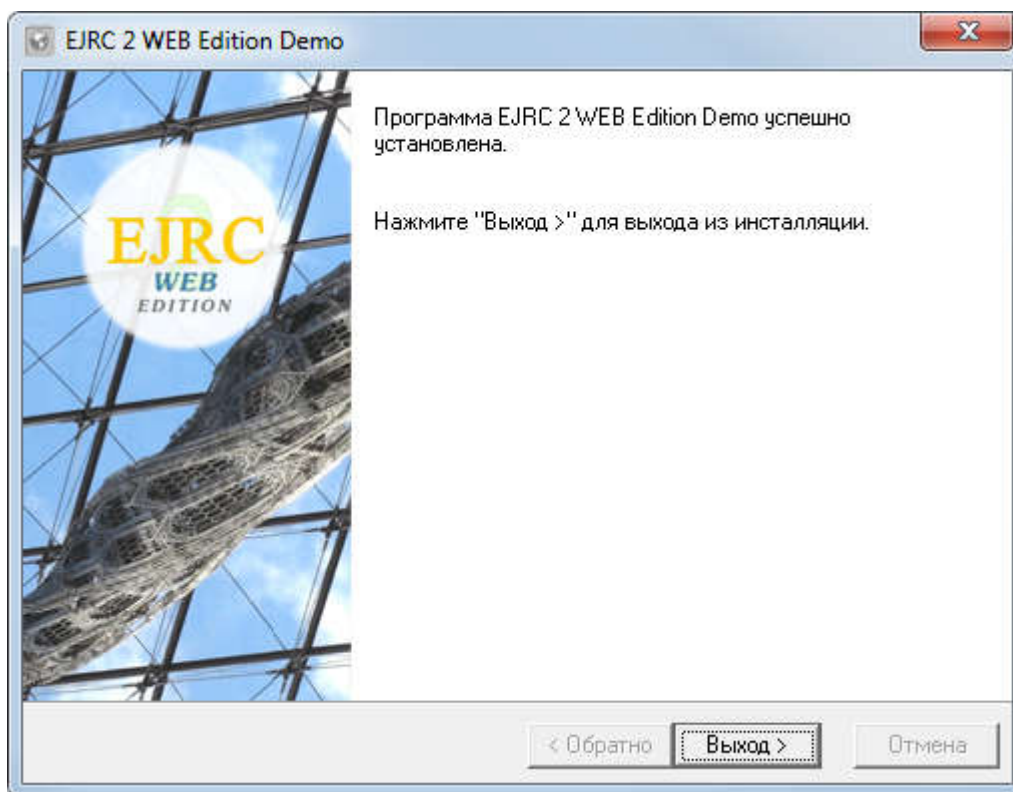 EJRC 2 WEB Edition Demo
Программа EJRC 2 WEB Edition Demo успешно
установлена.
Нажмите "Выход >" для выхода из инсталляции.
EJRC
WEB
EDITION
< Обратно
Выход >
Отмена